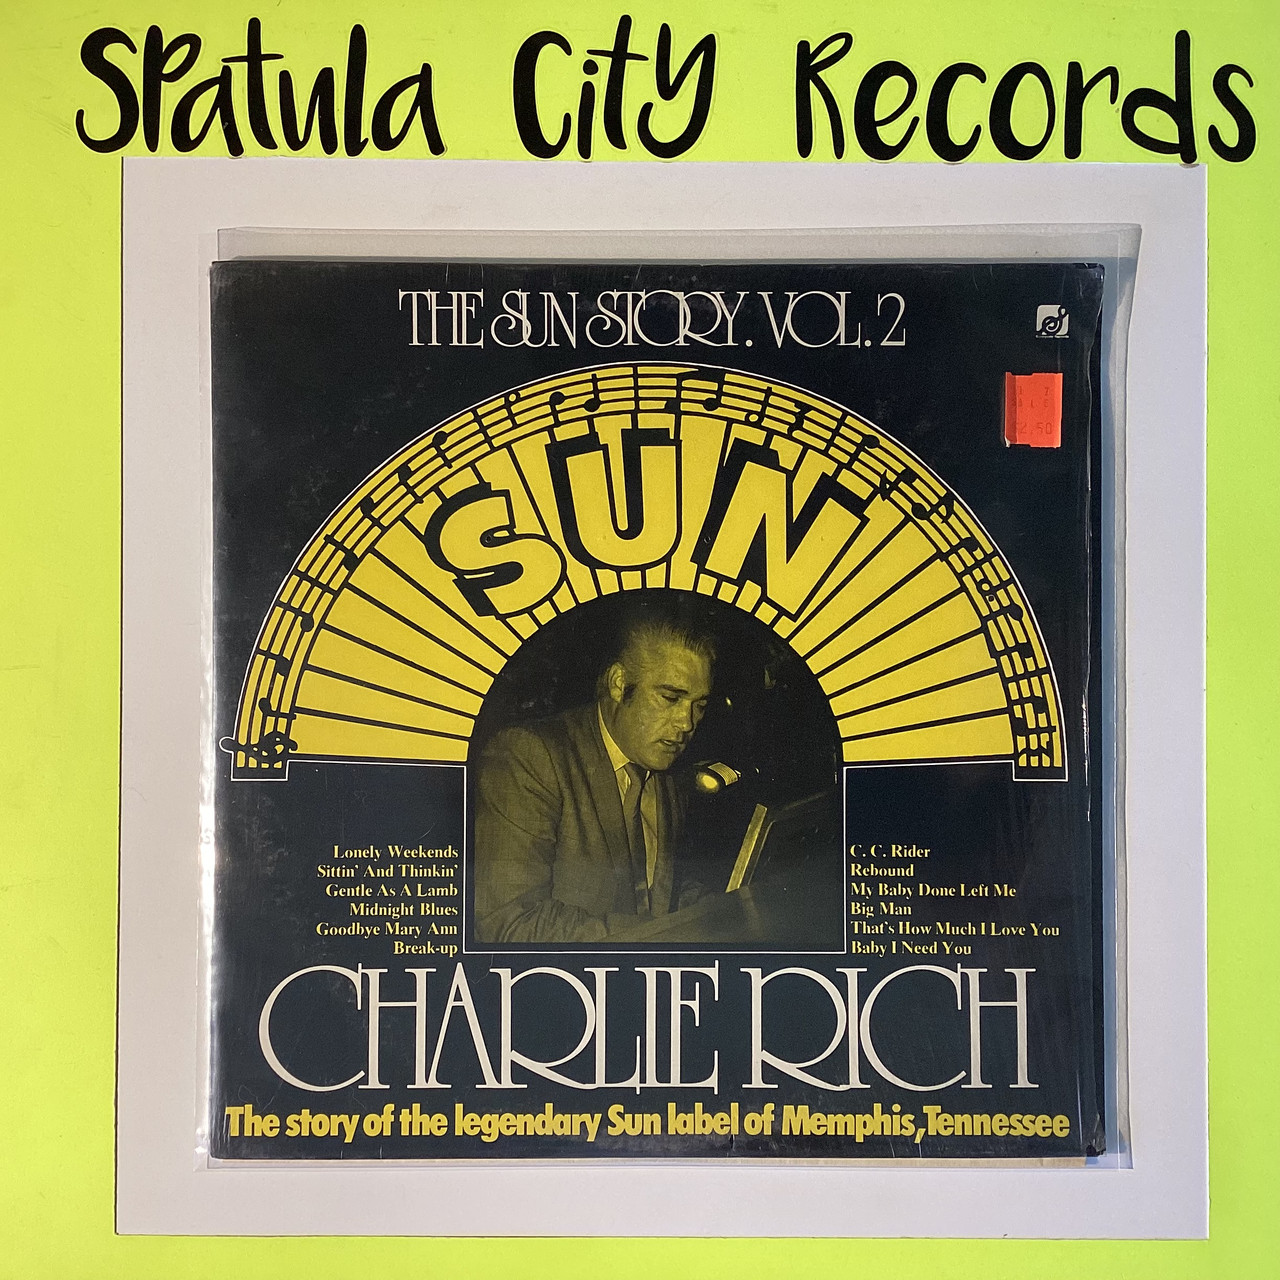 Spatula City Records
THE SUN STORY. VOL. 2
SUN
Lonely Weekends
Sittin' And Thinkin'
Gentle As A Lamb
Midnight Blues
Goodbye Mary Ann
Break-up
C. C. Rider
Rebound
My Baby Done Left Me
Big Man
That's How Much I Love You
Baby I Need You
CHARLIE RICH
The story of the legendary Sun label of Memphis, Tennessee